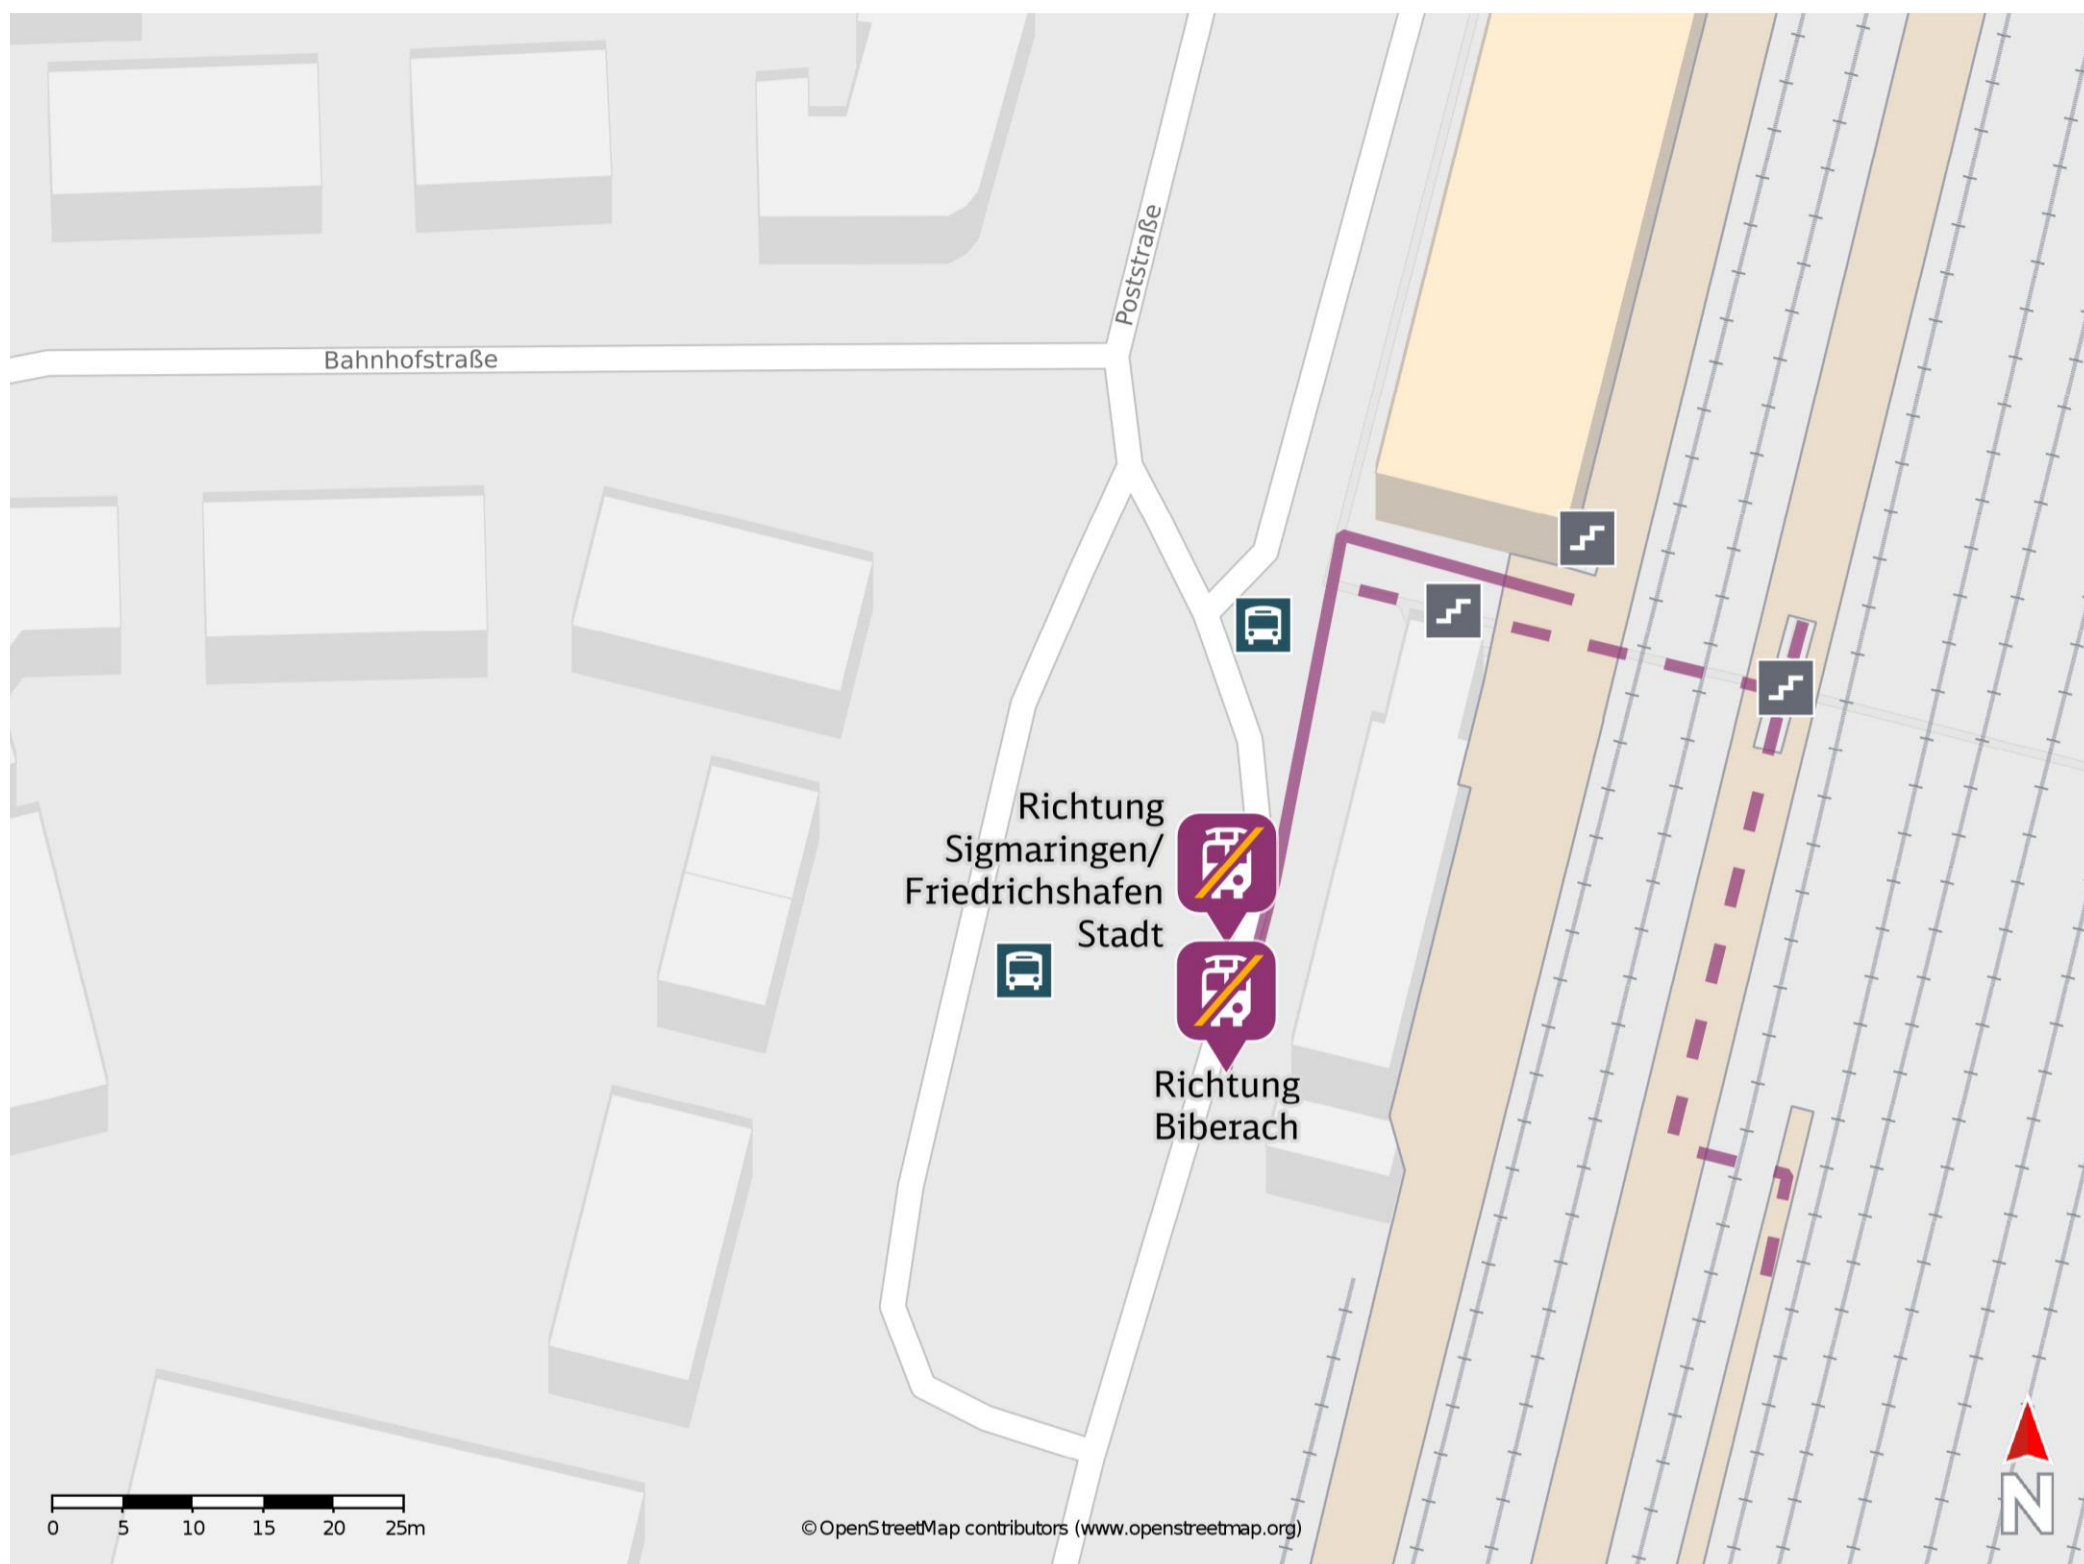 Poststraße
Bahnhofstraße
Richtung
Sigmaringen/
Friedrichshafen
Stadt
Richtung
Biberach
N
0 5 10 15 20 25m
© OpenStreetMap contributors (www.openstreetmap.org)